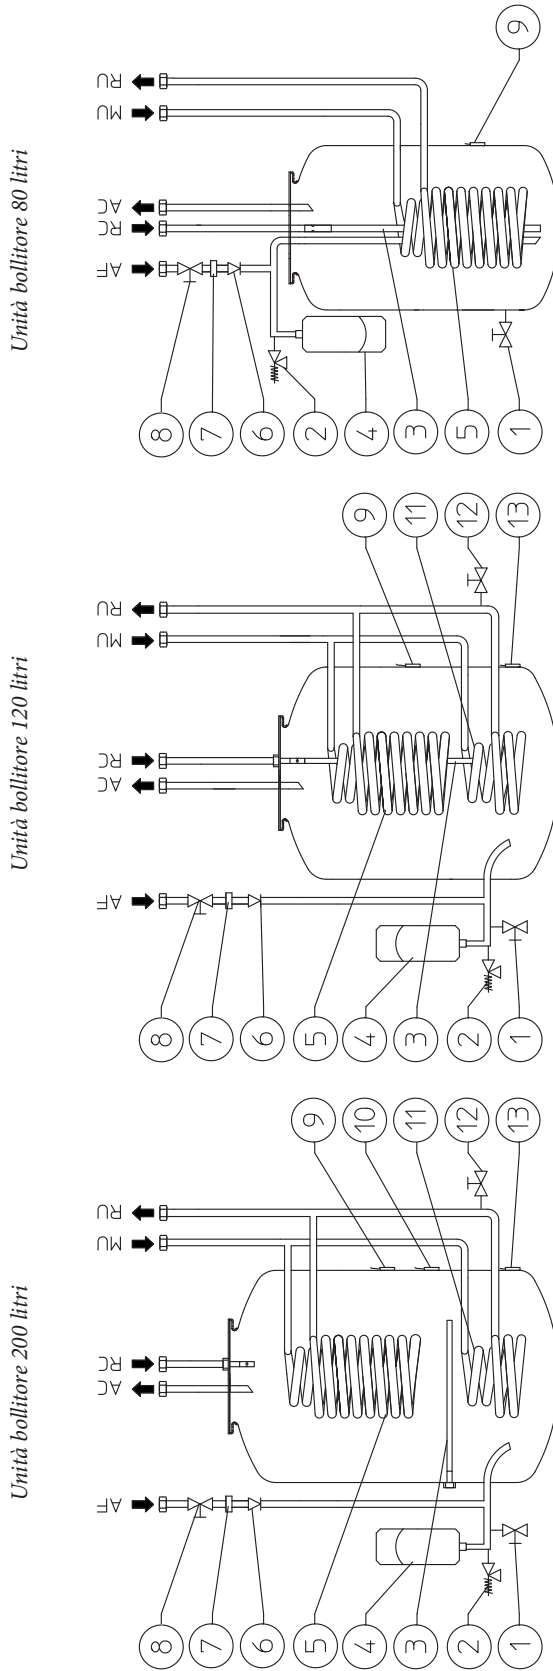 Unità bollitore 200 litri
AF
AC
RC
MU
RU
8
7
6
5
4
3
2
1
9
10
11
12
13
Unità bollitore 120 litri
AF
AC
RC
MU
RU
8
7
6
5
4
3
2
1
9
11
12
13
Unità bollitore 80 litri
AF
RC
AC
MU
RU
8
7
6
2
4
3
5
1
9